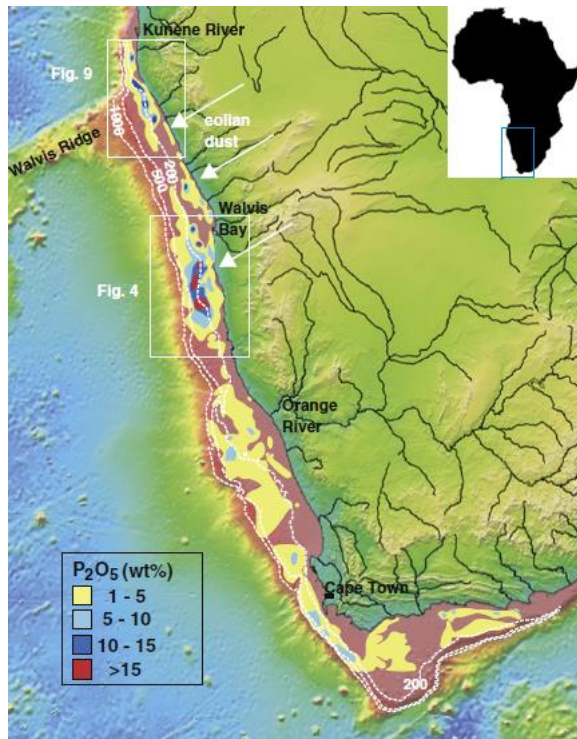 Kunene River
Fig. 9
1000
eolian
dust
Walvis Ridge
200
500
Walvis
Bay
Fig. 4
Orange
River
P2O5 (wt%)
1 - 5
5 - 10
10 - 15
>15
Cape Town
200